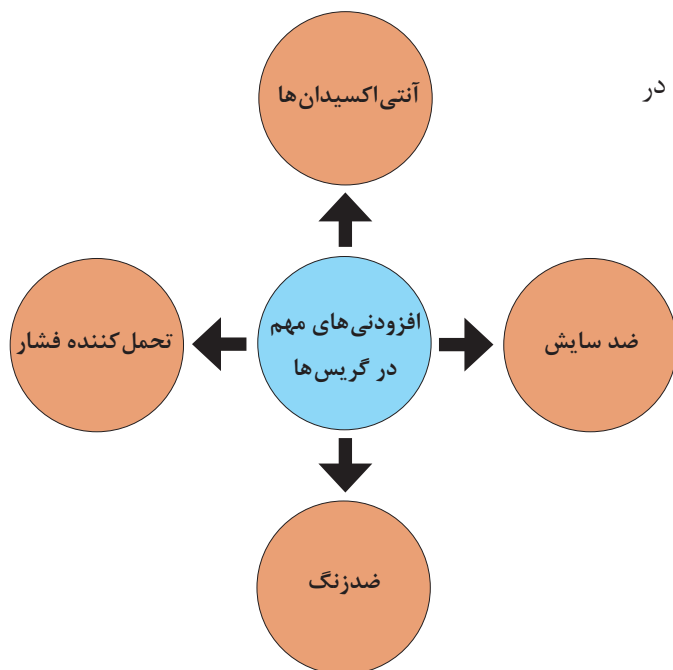 در
آنتی‌اکسیدان‌ها
افزودنی‌های مهم
در گریس‌ها
ضد سایش
تحمل‌کننده فشار
ضدزنگ